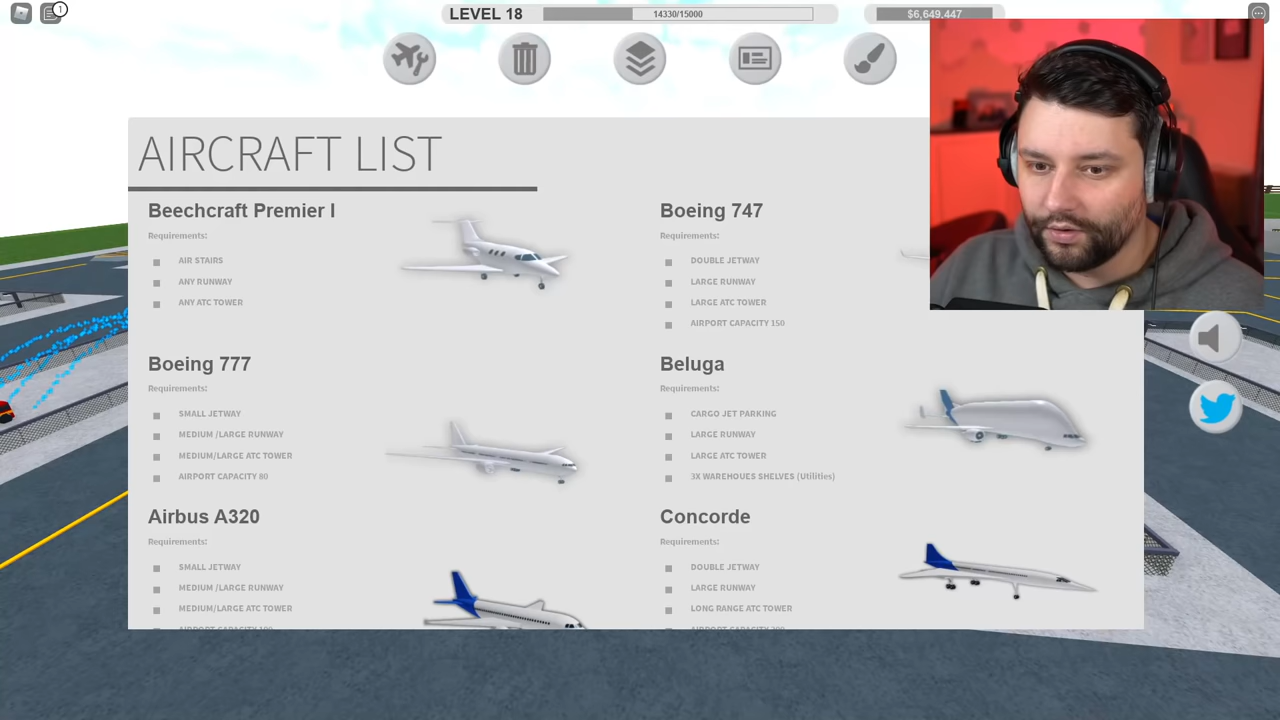 1
LEVEL 18
14330/15000
$6,649,447
AIRCRAFT LIST
Beechcraft Premier I
Requirements:
AIR STAIRS
ANY RUNWAY
ANY ATC TOWER
Boeing 747
Requirements:
DOUBLE JETWAY
LARGE RUNWAY
LARGE ATC TOWER
AIRPORT CAPACITY 150
Boeing 777
Requirements:
SMALL JETWAY
MEDIUM /LARGE RUNWAY
MEDIUM/LARGE ATC TOWER
AIRPORT CAPACITY 80
Beluga
Requirements:
CARGO JET PARKING
LARGE RUNWAY
LARGE ATC TOWER
3X WAREHOUES SHELVES (Utilities)
Airbus A320
Requirements:
SMALL JETWAY
MEDIUM /LARGE RUNWAY
MEDIUM/LARGE ATC TOWER
Concorde
Requirements:
DOUBLE JETWAY
LARGE RUNWAY
LONG RANGE ATC TOWER